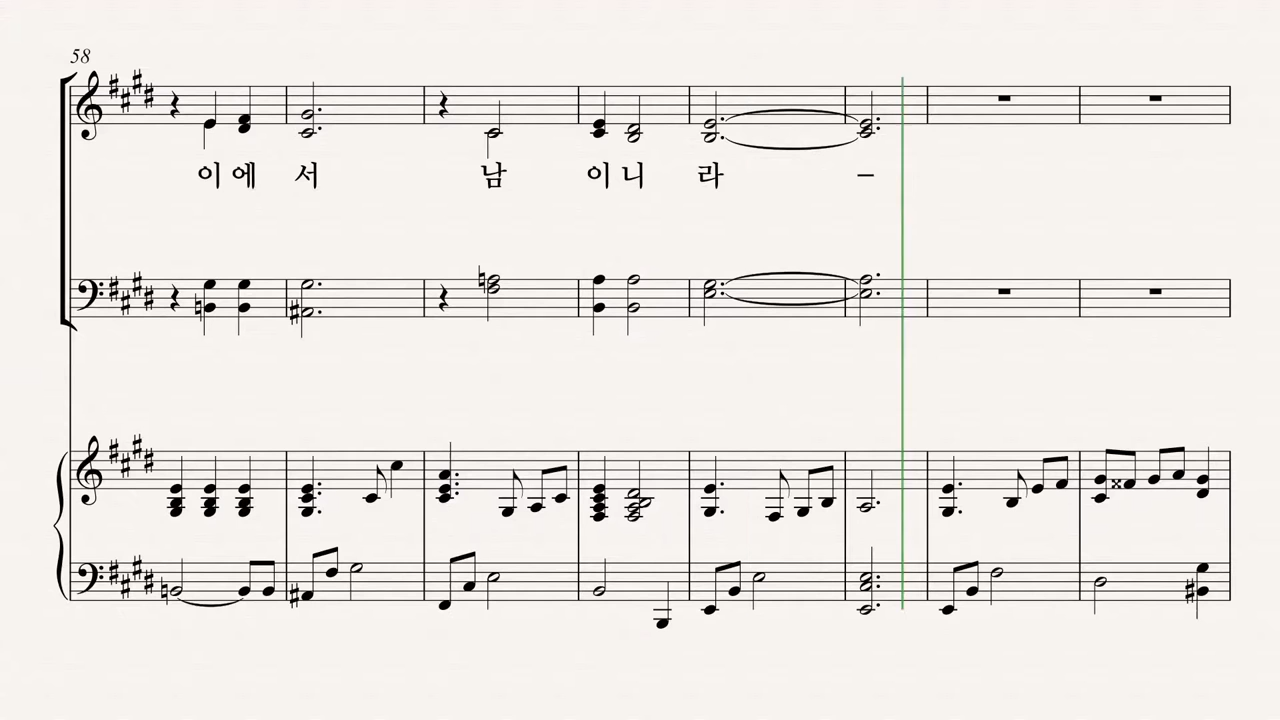 58
이 에 서 남 이 니 라 –